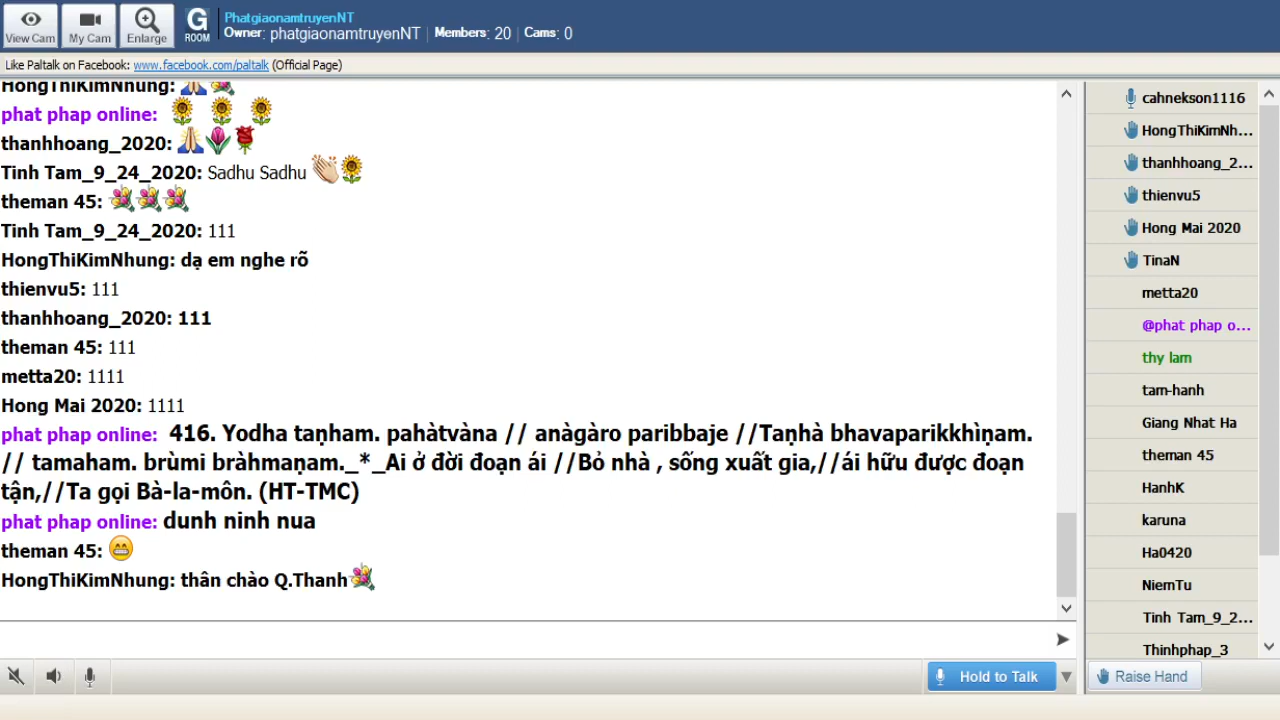 View Cam
My Cam
Enlarge
G
ROOM
PhatgiaonamtruyenNT
Owner: phatgiaonamtruyenNT | Members: 20 | Cams: 0
Like Paltalk on Facebook: www.facebook.com/paltalk (Official Page)
HongThiKimNhung:
phat phap online:
thanhhoang_2020:
Tinh Tam_9_24_2020: Sadhu Sadhu
theman 45:
Tinh Tam_9_24_2020: 111
HongThiKimNhung: dạ em nghe rõ
thienvu5: 111
thanhhoang_2020: 111
theman 45: 111
metta20: 1111
Hong Mai 2020: 1111
phat phap online: 416. Yodha taṇham. pahàtvàna // anàgàro paribbaje //Taṇhà bhavaparikkhìṇam.
// tamaham. brùmi bràhmaṇam._*_Ai ở đời đoạn ái //Bỏ nhà , sống xuất gia,//ái hữu được đoạn
tận,//Ta gọi Bà-la-môn. (HT-TMC)
phat phap online: dunh ninh nua
theman 45:
HongThiKimNhung: thân chào Q.Thanh
Hold to Talk
cahnekson1116
HongThiKimNh...
thanhhoang_2...
thienvu5
Hong Mai 2020
TinaN
metta20
@phat phap o...
thy lam
tam-hanh
Giang Nhat Ha
theman 45
HanhK
karuna
Ha0420
NiemTu
Tinh Tam_9_2...
Thinhphap_3
Raise Hand